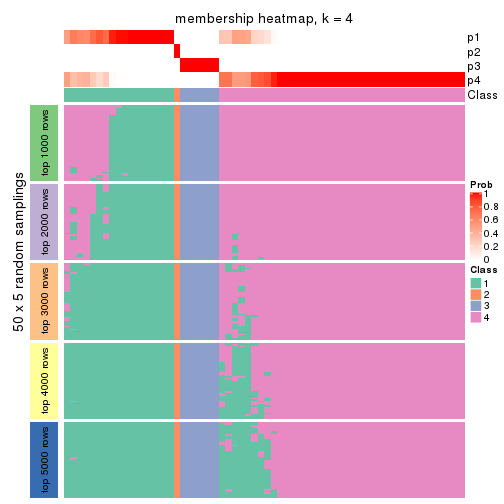 membership heatmap, k = 4
p1
p2
p3
p4
Class
50 x 5 random samplings
top 1000 rows
top 2000 rows
top 3000 rows
top 4000 rows
top 5000 rows
Prob
1
0.8
0.6
0.4
0.2
0
Class
1
2
3
4